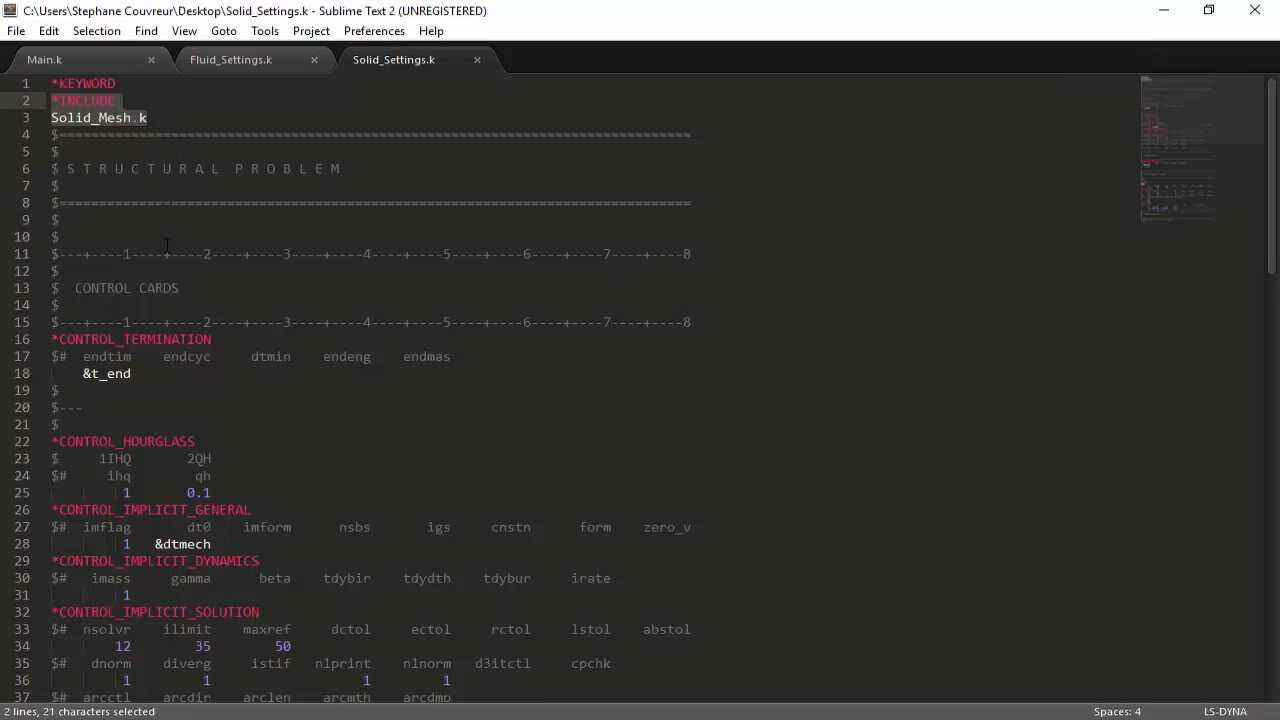 C:\Users\Stephane Couvreur\Desktop\Solid_Settings.k - Sublime Text 2 (UNREGISTERED)
File Edit Selection Find View Goto Tools Project Preferences Help
Main.k × Fluid_Settings.k × Solid_Settings.k ×
1 *KEYWORD
2 *INCLUDE
3 Solid_Mesh.k
4 $===============================================================================
5 $
6 $ S T R U C T U R A L   P R O B L E M
7 $
8 $===============================================================================
9 $
10 $
11 $---+----1----+----2----+----3----+----4----+----5----+----6----+----7----+----8
12 $
13 $  CONTROL CARDS
14 $
15 $---+----1----+----2----+----3----+----4----+----5----+----6----+----7----+----8
16 *CONTROL_TERMINATION
17 $#  endtim    endcyc     dtmin    endeng    endmas
18     &t_end
19 $
20 $---
21 $
22 *CONTROL_HOURGLASS
23 $     1IHQ       2QH
24 $#     ihq        qh
25          1       0.1
26 *CONTROL_IMPLICIT_GENERAL
27 $#  imflag       dt0    imform      nsbs       igs     cnstn      form    zero_v
28          1   &dtmech
29 *CONTROL_IMPLICIT_DYNAMICS
30 $#   imass     gamma      beta    tdybir    tdydth    tdybur     irate
31          1
32 *CONTROL_IMPLICIT_SOLUTION
33 $#  nsolvr    ilimit    maxref     dctol     ectol     rctol     lstol    abstol
34         12        35        50
35 $#   dnorm    diverg     istif   nlprint    nlnorm   d3itctl     cpchk
36          1         1                   1         1
37 $#  arcctl    arcdir    arclen    arcmth    arcdmp
2 lines, 21 characters selected Spaces: 4 LS-DYNA